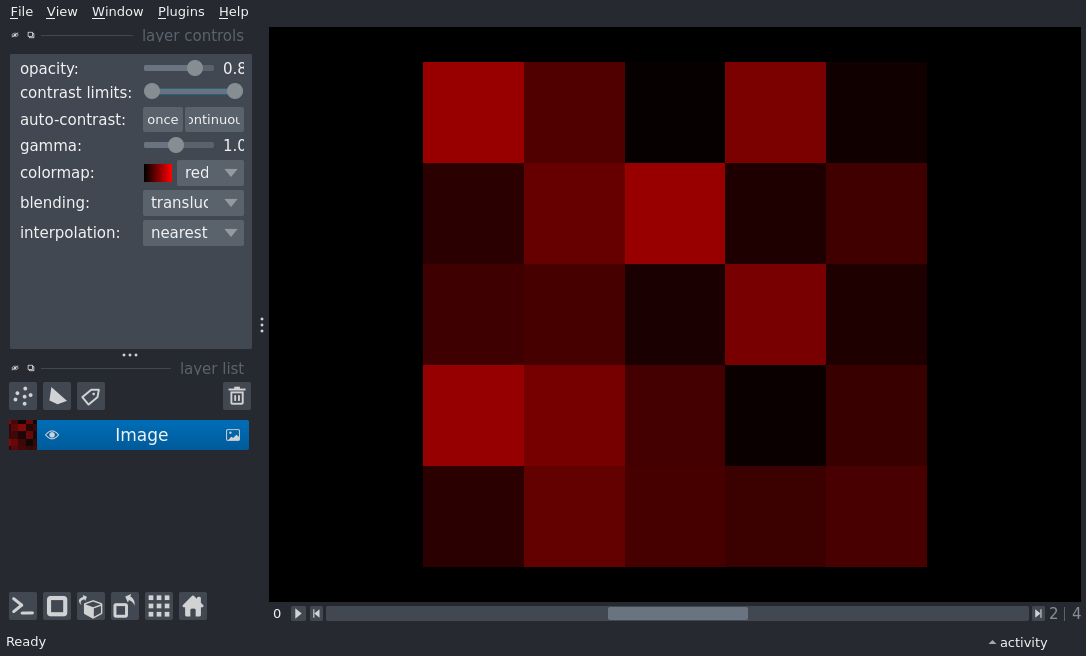 File View Window Plugins Help
layer controls
opacity: 0.8
contrast limits:
auto-contrast: once ontinuou
gamma: 1.0
colormap: red
blending: transluc
interpolation: nearest
layer list
Image
0 2 | 4
Ready activity